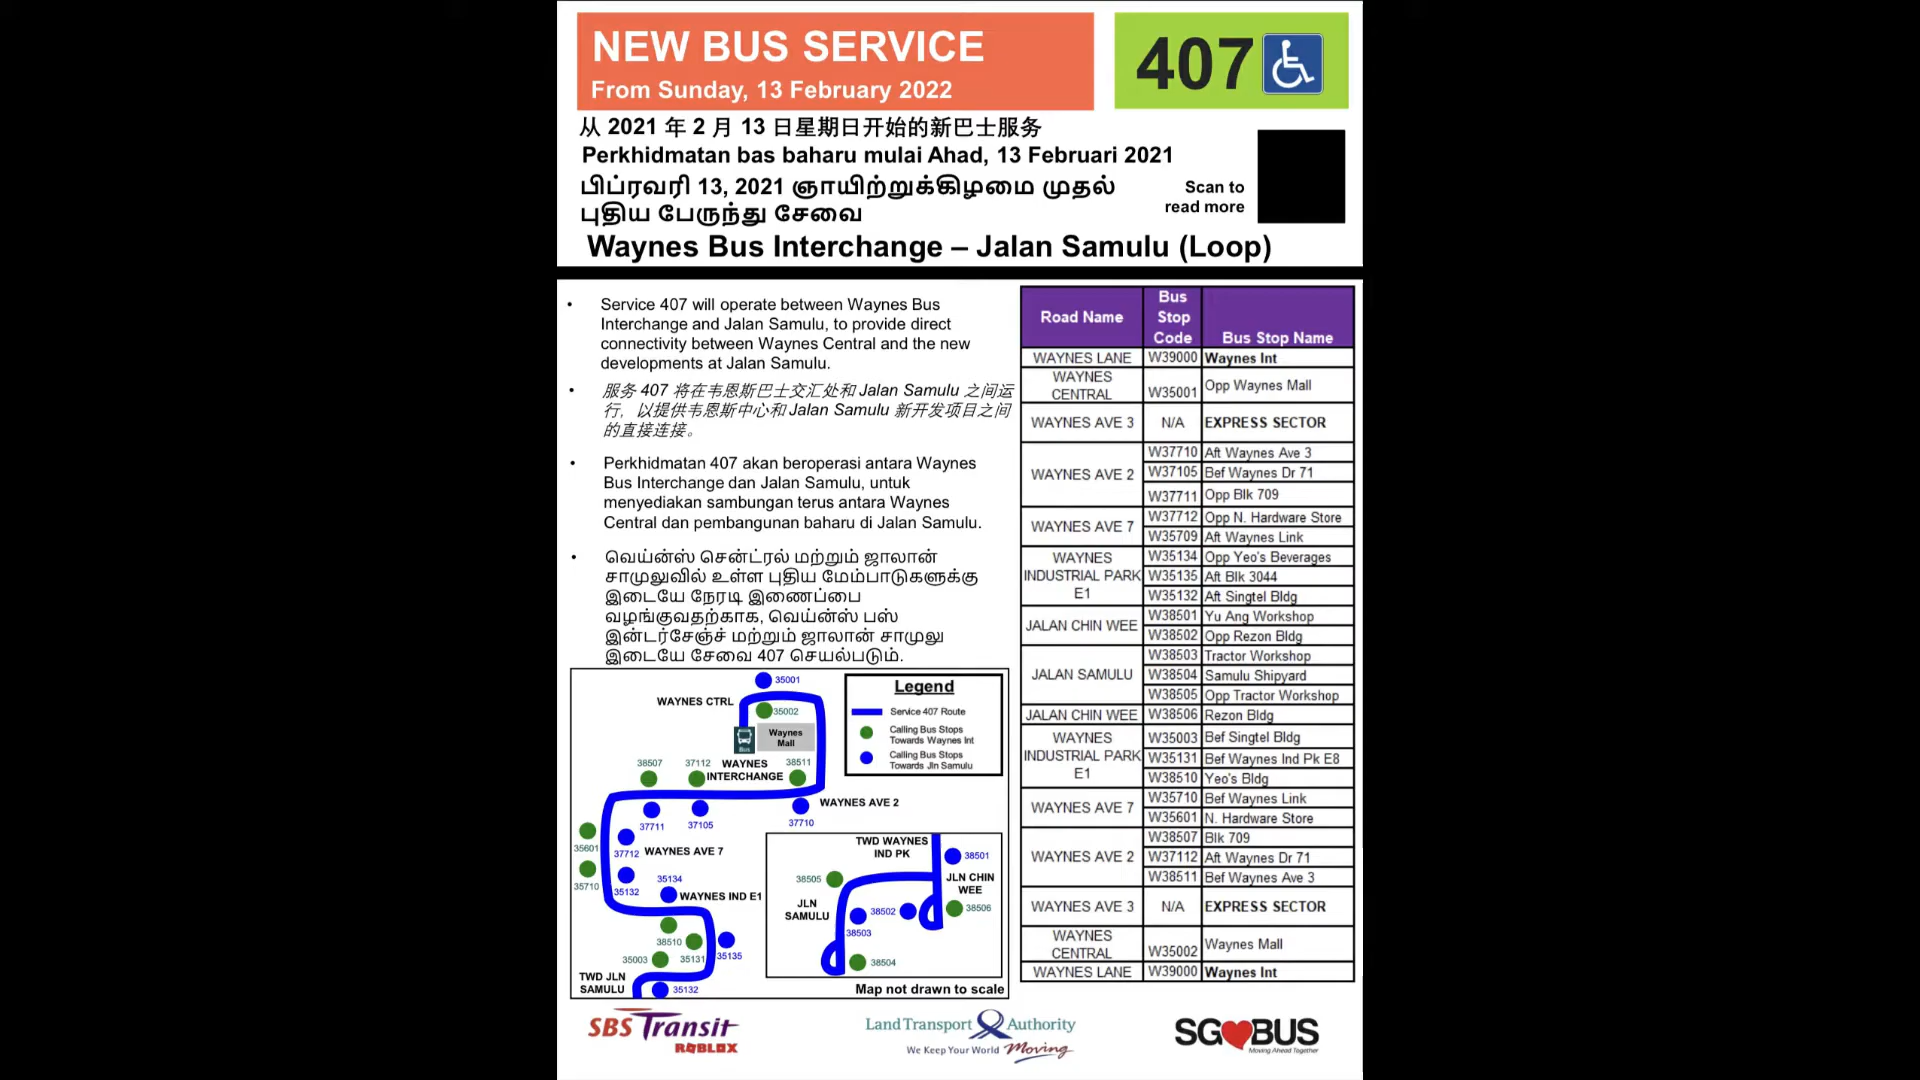 NEW BUS SERVICE
From Sunday, 13 February 2022
407
从 2021 年 2 月 13 日星期日开始的新巴士服务
Perkhidmatan bas baharu mulai Ahad, 13 Februari 2021
பிப்ரவரி 13, 2021 ஞாயிற்றுக்கிழமை முதல்
புதிய பேருந்து சேவை
Scan to
read more
Waynes Bus Interchange – Jalan Samulu (Loop)
• Service 407 will operate between Waynes Bus
Interchange and Jalan Samulu, to provide direct
connectivity between Waynes Central and the new
developments at Jalan Samulu.
• 服务 407 将在韦恩斯巴士交汇处和 Jalan Samulu 之间运
行，以提供韦恩斯中心和 Jalan Samulu 新开发项目之间
的直接连接。
• Perkhidmatan 407 akan beroperasi antara Waynes
Bus Interchange dan Jalan Samulu, untuk
menyediakan sambungan terus antara Waynes
Central dan pembangunan baharu di Jalan Samulu.
• வெய்ன்ஸ் சென்ட்ரல் மற்றும் ஜாலான்
சாமுலுவில் உள்ள புதிய மேம்பாடுகளுக்கு
இடையே நேரடி இணைப்பை
வழங்குவதற்காக, வெய்ன்ஸ் பஸ்
இன்டர்சேஞ்ச் மற்றும் ஜாலான் சாமுலு
இடையே சேவை 407 செயல்படும்.
Road Name Bus Stop Code Bus Stop Name
WAYNES LANE W39000 Waynes Int
WAYNES CENTRAL W35001 Opp Waynes Mall
WAYNES AVE 3 N/A EXPRESS SECTOR
WAYNES AVE 2 W37710 Aft Waynes Ave 3
W37105 Bef Waynes Dr 71
W37711 Opp Blk 709
WAYNES AVE 7 W37712 Opp N. Hardware Store
W35709 Aft Waynes Link
WAYNES INDUSTRIAL PARK E1 W35134 Opp Yeo's Beverages
W35135 Aft Blk 3044
W35132 Aft Singtel Bldg
JALAN CHIN WEE W38501 Yu Ang Workshop
W38502 Opp Rezon Bldg
JALAN SAMULU W38503 Tractor Workshop
W38504 Samulu Shipyard
W38505 Opp Tractor Workshop
JALAN CHIN WEE W38506 Rezon Bldg
WAYNES INDUSTRIAL PARK E1 W35003 Bef Singtel Bldg
W35131 Bef Waynes Ind Pk E8
W38510 Yeo's Bldg
WAYNES AVE 7 W35710 Bef Waynes Link
W35601 N. Hardware Store
WAYNES AVE 2 W38507 Blk 709
W37112 Aft Waynes Dr 71
W38511 Bef Waynes Ave 3
WAYNES AVE 3 N/A EXPRESS SECTOR
WAYNES CENTRAL W35002 Waynes Mall
WAYNES LANE W39000 Waynes Int
35001
WAYNES CTRL
35002
Bus
Waynes
Mall
Legend
Service 407 Route
Calling Bus Stops
Towards Waynes Int
Calling Bus Stops
Towards Jln Samulu
38507
37112
WAYNES
INTERCHANGE
38511
WAYNES AVE 2
37711
37105
37710
35601
37712
WAYNES AVE 7
35710
35132
35134
WAYNES IND E1
38510
35003
35131
35135
TWD JLN
SAMULU
35132
TWD WAYNES
IND PK
38501
38505
JLN CHIN
WEE
JLN
SAMULU
38502
38506
38503
38504
Map not drawn to scale
SBS Transit
ROBLOX
Land Transport Authority
We Keep Your World Moving
SG BUS
Moving Ahead Together